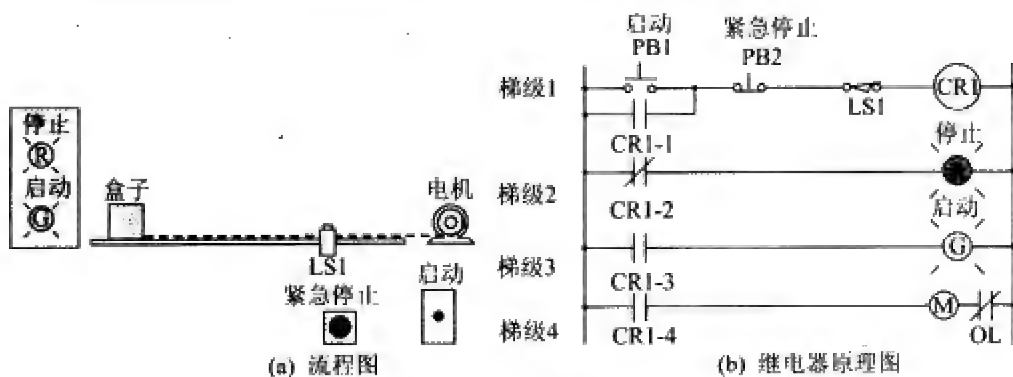 停止
R
启动
G
盒子
电机
LS1
紧急停止
启动
(a) 流程图
启动
PB1
紧急停止
PB2
梯级1
CR1
LS1
CR1-1
停止
梯级2
CR1-2
启动
G
梯级3
CR1-3
M
梯级4
CR1-4
OL
(b) 继电器原理图